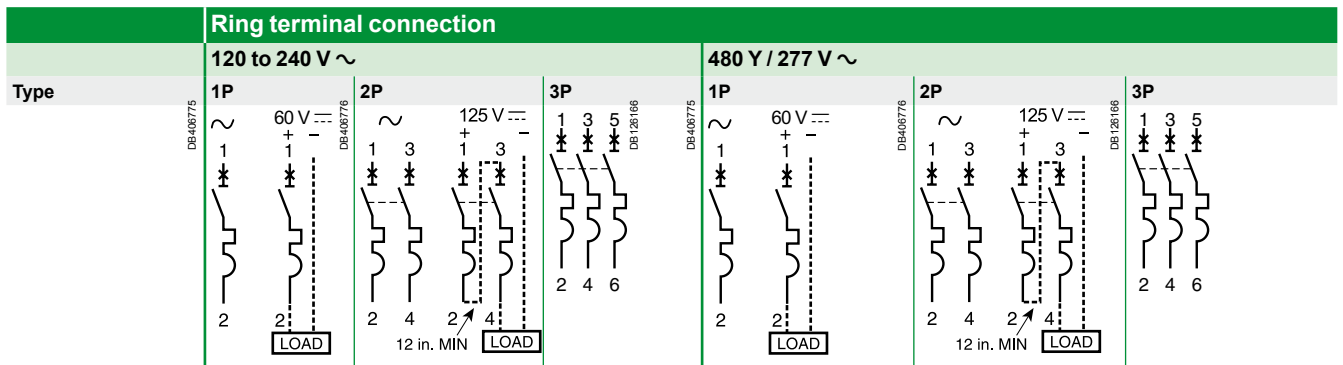 Ring terminal connection
120 to 240 V ∼ 480 Y / 277 V ∼
Type 1P 2P 3P 1P 2P 3P
DB406775 DB406776 DB126166 DB406775 DB406776 DB126166
∼ 60 V ⎓ ∼ 125 V ⎓ 1 3 5 ∼ 60 V ⎓ ∼ 125 V ⎓ 1 3 5
+ – + – + – + –
1 1 1 3 1 3 1 1 1 3 1 3
2 4 6 2 4 6
2 2 2 4 2 4 2 2 2 4 2 4
LOAD 12 in. MIN LOAD LOAD 12 in. MIN LOAD